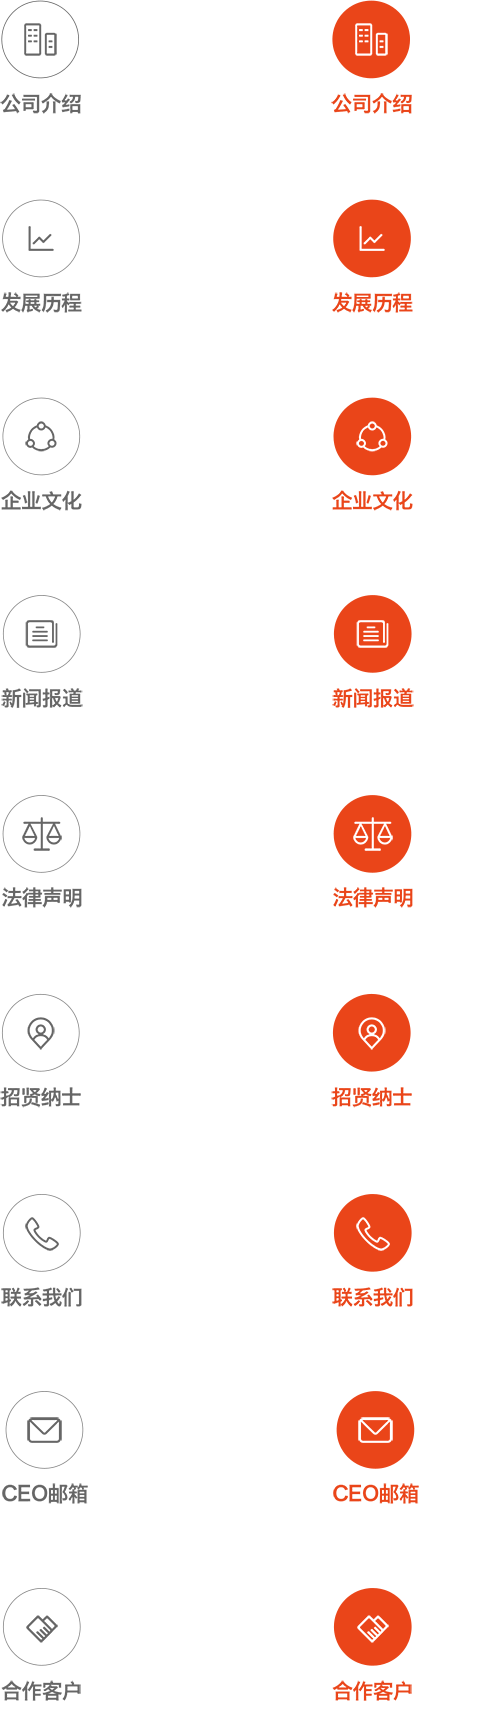 公司介绍 公司介绍
发展历程 发展历程
企业文化 企业文化
新闻报道 新闻报道
法律声明 法律声明
招贤纳士 招贤纳士
联系我们 联系我们
CEO邮箱 CEO邮箱
合作客户 合作客户